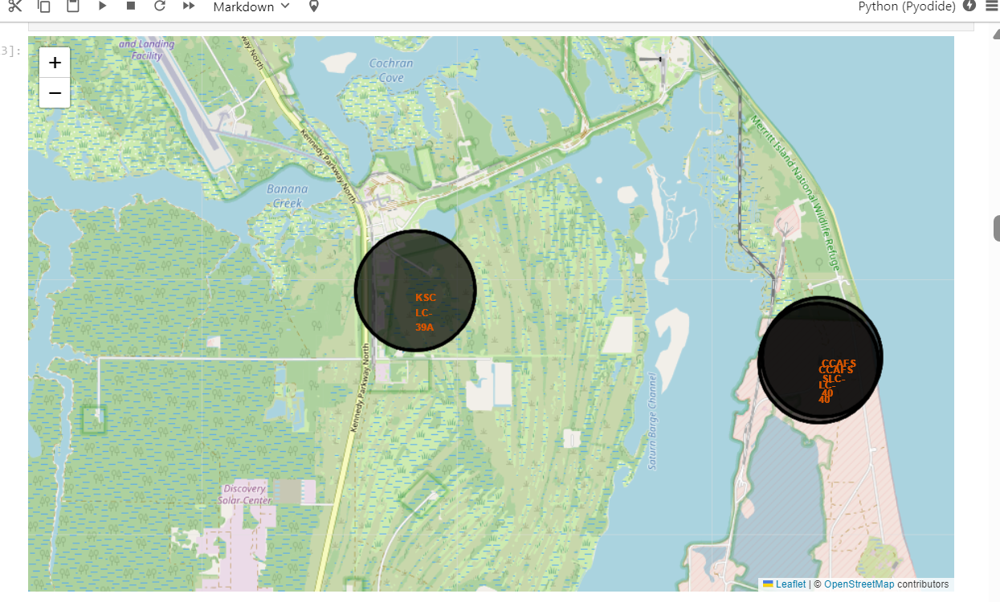 Markdown
Python (Pyodide)
3]:
+
−
and Landing
Facility
way North
Cochran
Cove
Kennedy Parkway North
Merritt Island National Wildlife Refuge
Banana
Creek
KSC
LC-
39A
CCAFS
SLC-
40
CCAFS
LC-
40
Kennedy Parkway North
Saturn Barge Channel
Discovery
Solar Center
Leaflet | © OpenStreetMap contributors